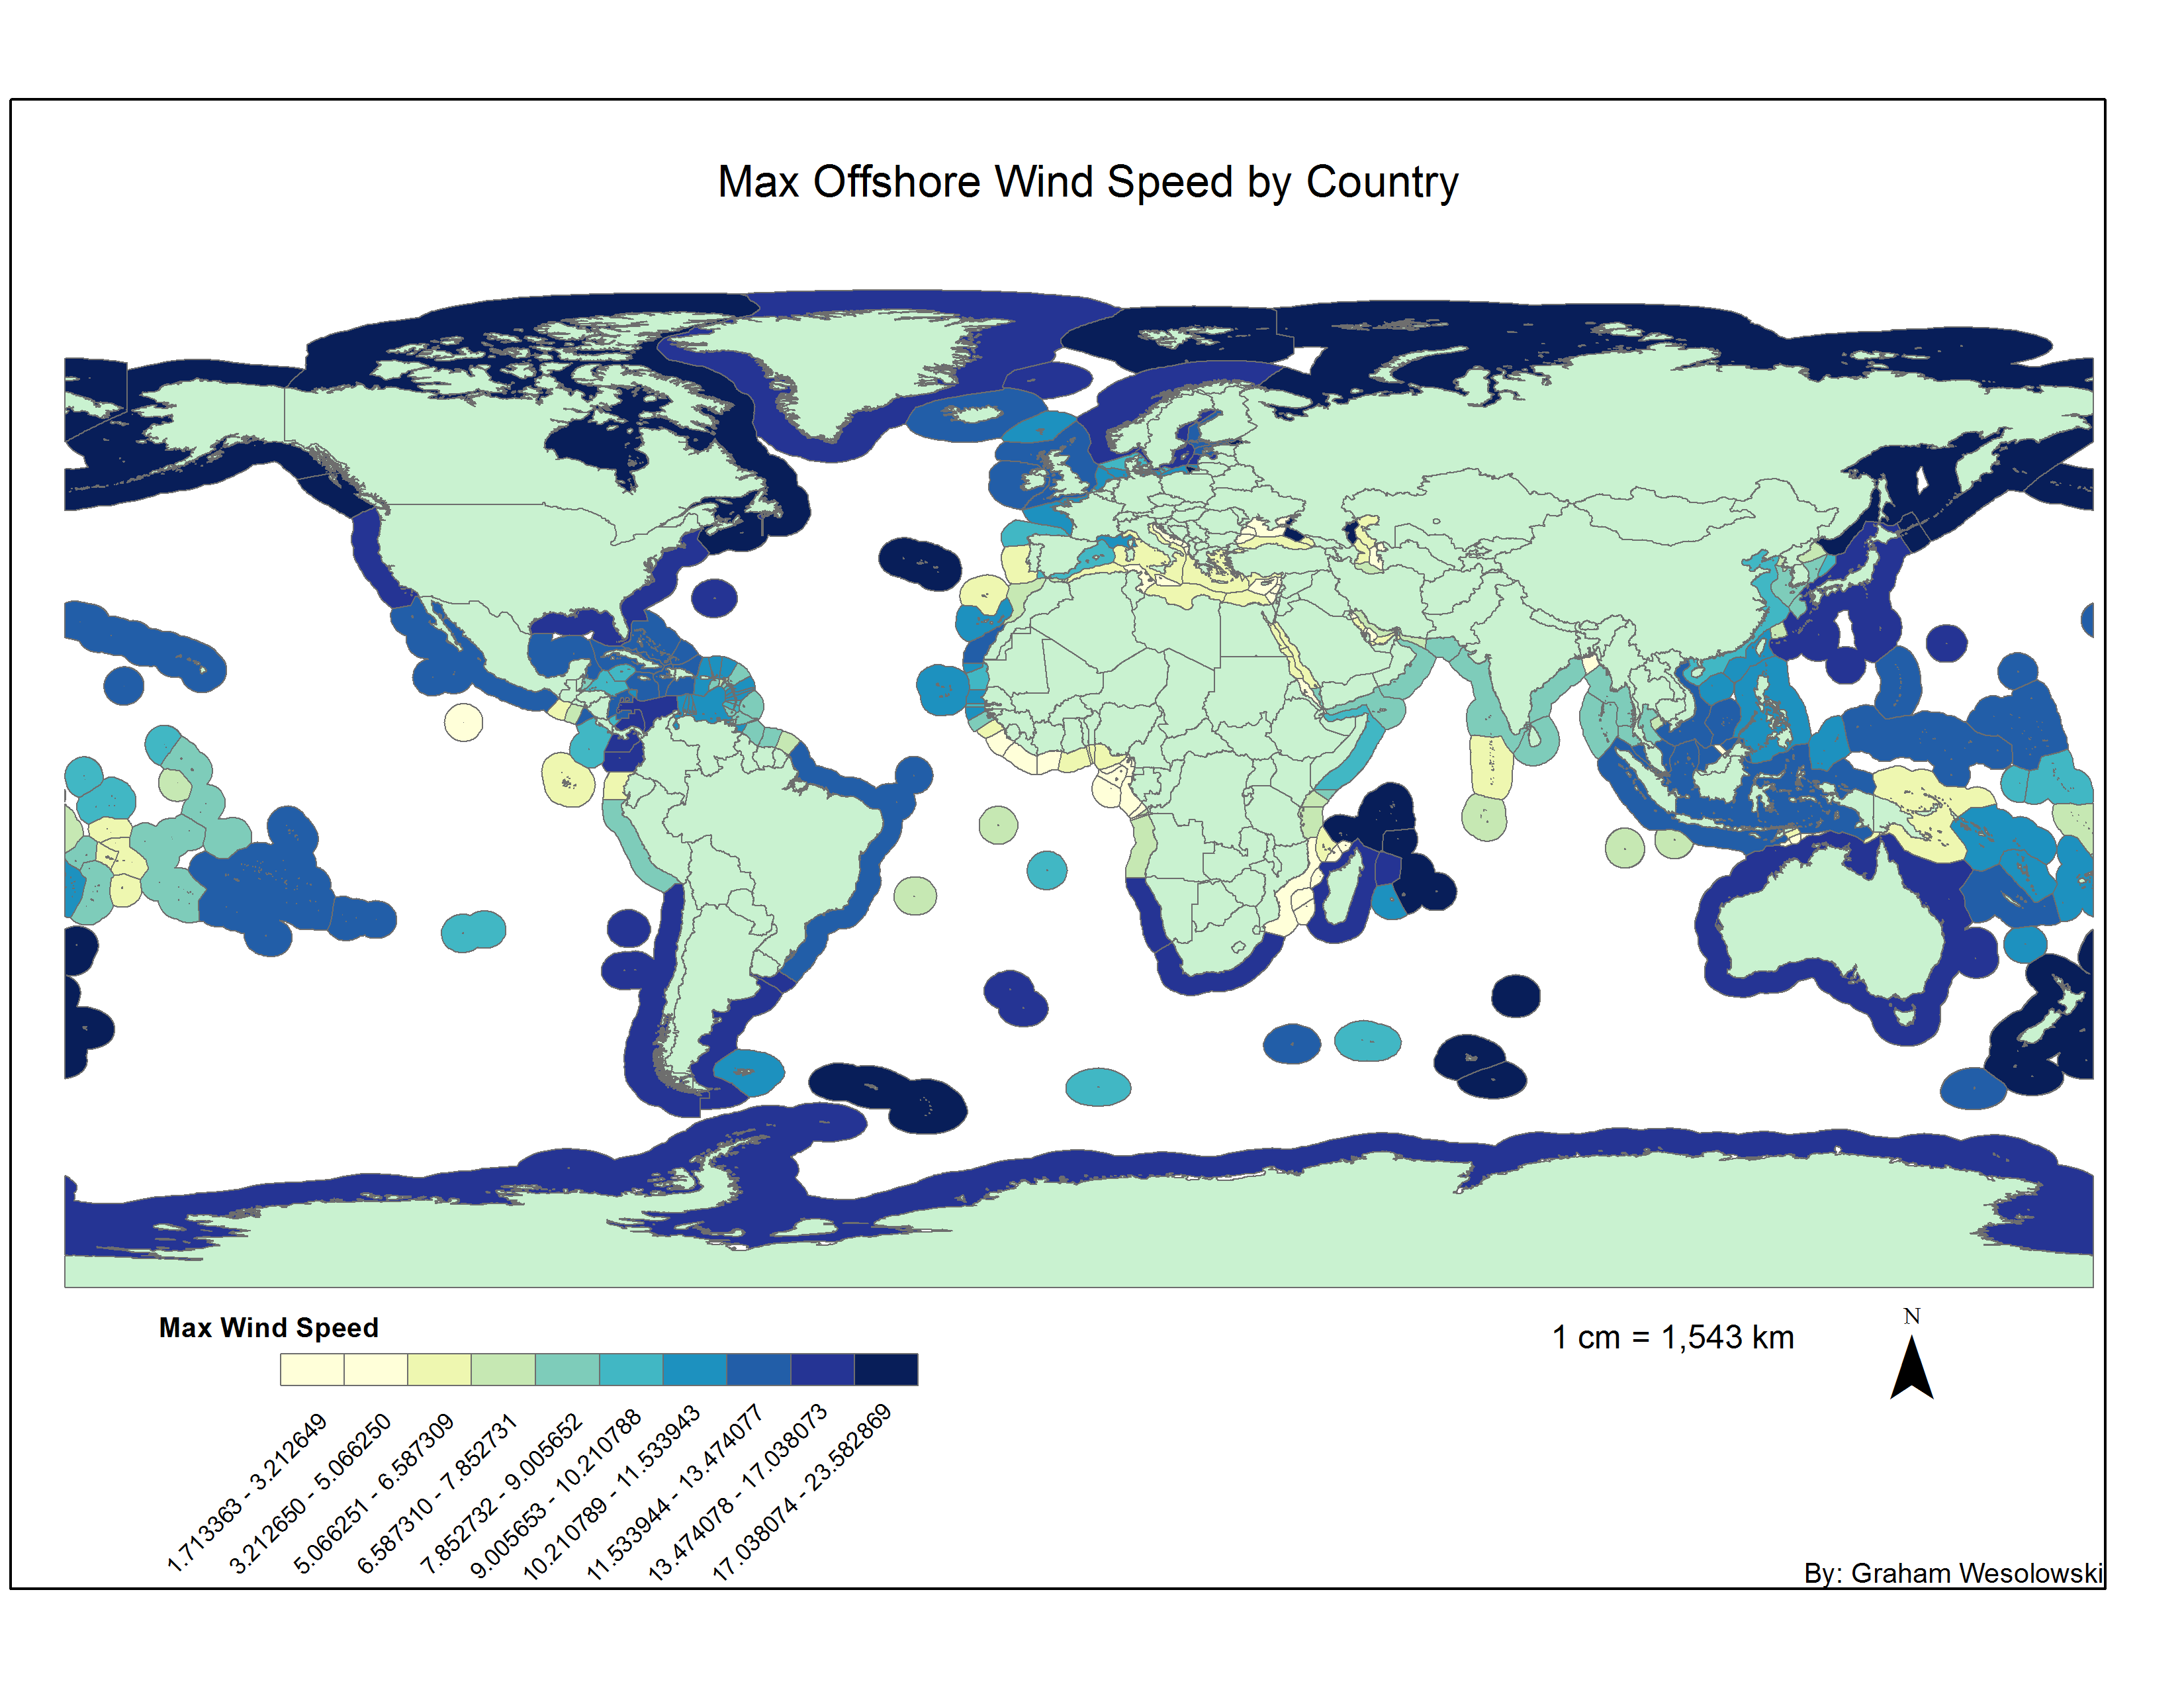 Max Offshore Wind Speed by Country
Max Wind Speed
1.713363 - 3.212649
3.212650 - 5.066250
5.066251 - 6.587309
6.587310 - 7.852731
7.852732 - 9.005652
9.005653 - 10.210788
10.210789 - 11.533943
11.533944 - 13.474077
13.474078 - 17.038073
17.038074 - 23.582869
1 cm = 1,543 km
N
By: Graham Wesolowski